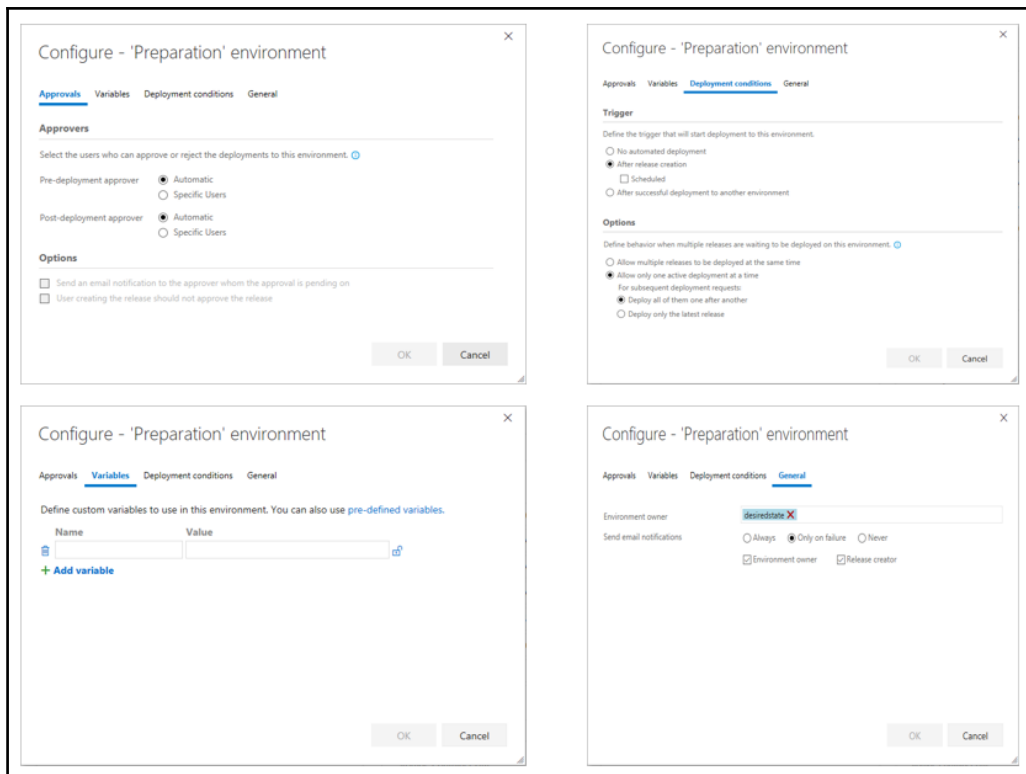 Configure - 'Preparation' environment
Approvals Variables Deployment conditions General
Approvers
Select the users who can approve or reject the deployments to this environment.
Pre-deployment approver Automatic
Specific Users
Post-deployment approver Automatic
Specific Users
Options
Send an email notification to the approver whom the approval is pending on
User creating the release should not approve the release
OK Cancel
Configure - 'Preparation' environment
Approvals Variables Deployment conditions General
Trigger
Define the trigger that will start deployment to this environment.
No automated deployment
After release creation
Scheduled
After successful deployment to another environment
Options
Define behavior when multiple releases are waiting to be deployed on this environment.
Allow multiple releases to be deployed at the same time
Allow only one active deployment at a time
For subsequent deployment requests:
Deploy all of them one after another
Deploy only the latest release
OK Cancel
Configure - 'Preparation' environment
Approvals Variables Deployment conditions General
Define custom variables to use in this environment. You can also use pre-defined variables.
Name Value
+ Add variable
OK Cancel
Configure - 'Preparation' environment
Approvals Variables Deployment conditions General
Environment owner desiredstate
Send email notifications Always Only on failure Never
Environment owner Release creator
OK Cancel